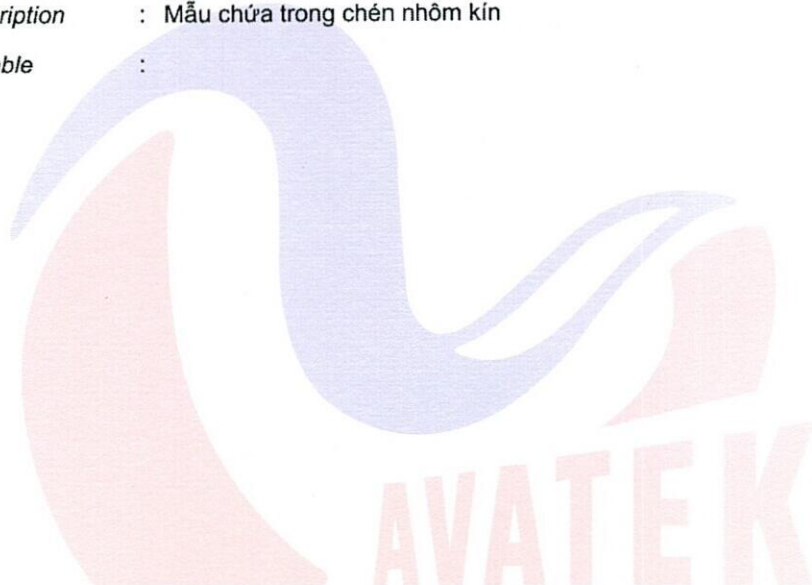 ription : Mẫu chứa trong chén nhôm kín
ble :
AVATEK